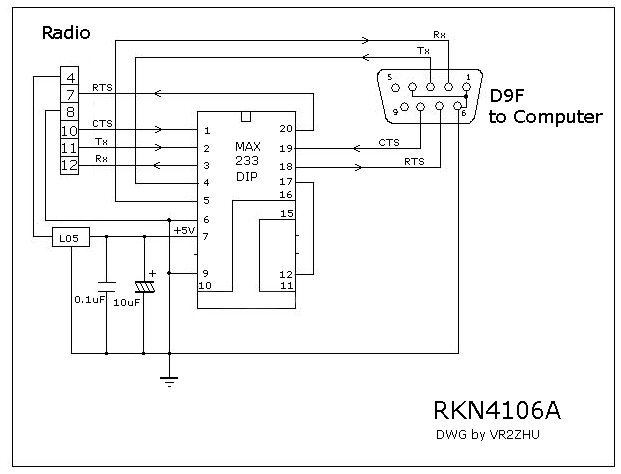 Radio
Rx
Tx
4
7
RTS
8
10
CTS
11
Tx
12
Rx
5
1
9
6
D9F
to Computer
CTS
RTS
MAX
233
DIP
1
2
3
4
5
6
7
9
10
20
19
18
17
16
15
12
11
L05
+5V
0.1uF
10uF
+
RKN4106A
DWG by VR2ZHU